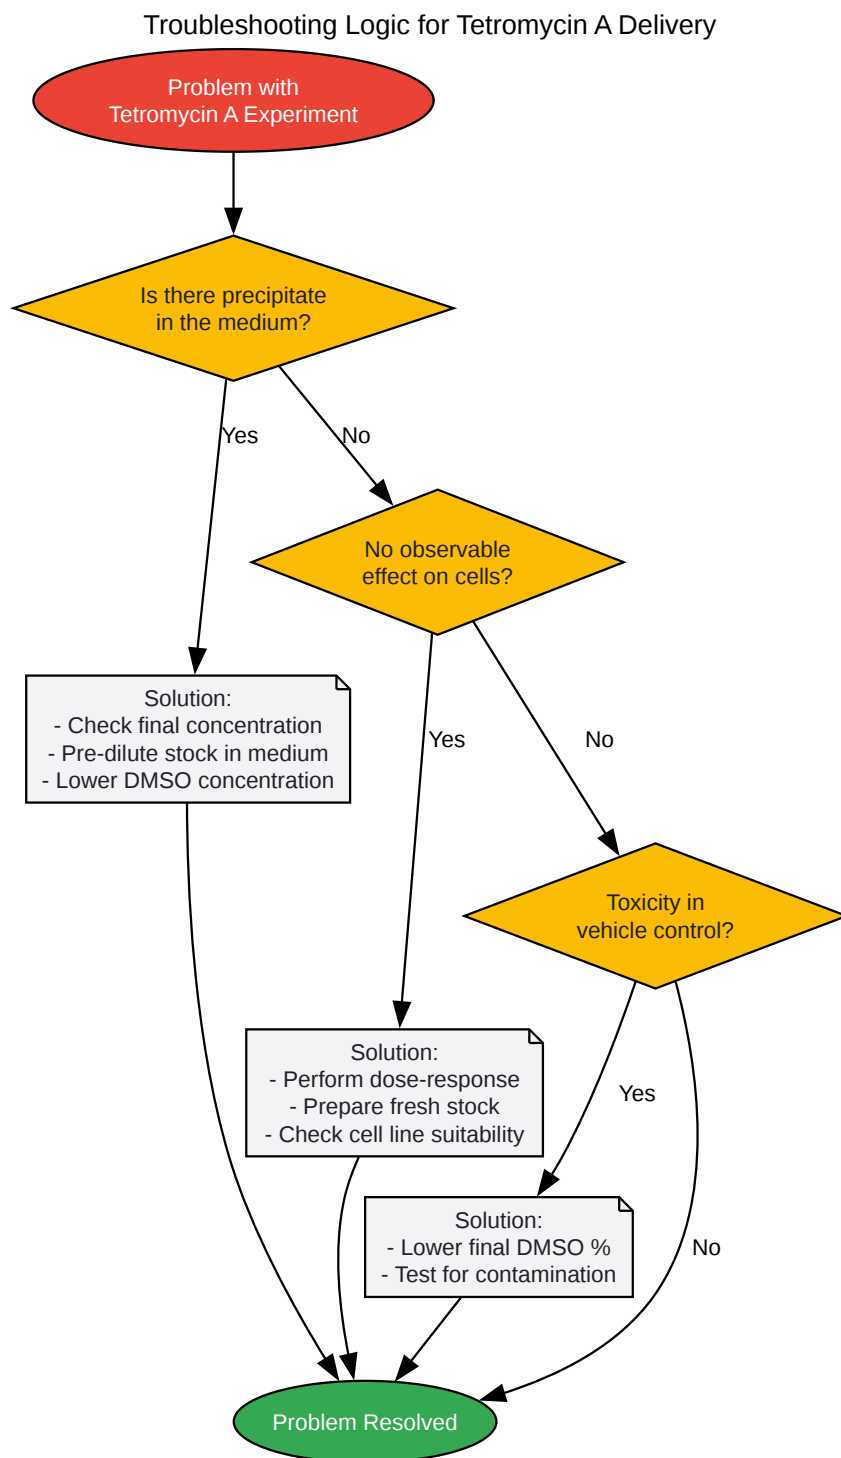 Troubleshooting Logic for Tetromycin A Delivery
Problem with
Tetromycin A Experiment
Is there precipitate
in the medium?
Yes
No
No observable
effect on cells?
Solution:
- Check final concentration
- Pre-dilute stock in medium
- Lower DMSO concentration
Yes
No
Toxicity in
vehicle control?
Solution:
- Perform dose-response
- Prepare fresh stock
- Check cell line suitability
Yes
No
Solution:
- Lower final DMSO %
- Test for contamination
Problem Resolved